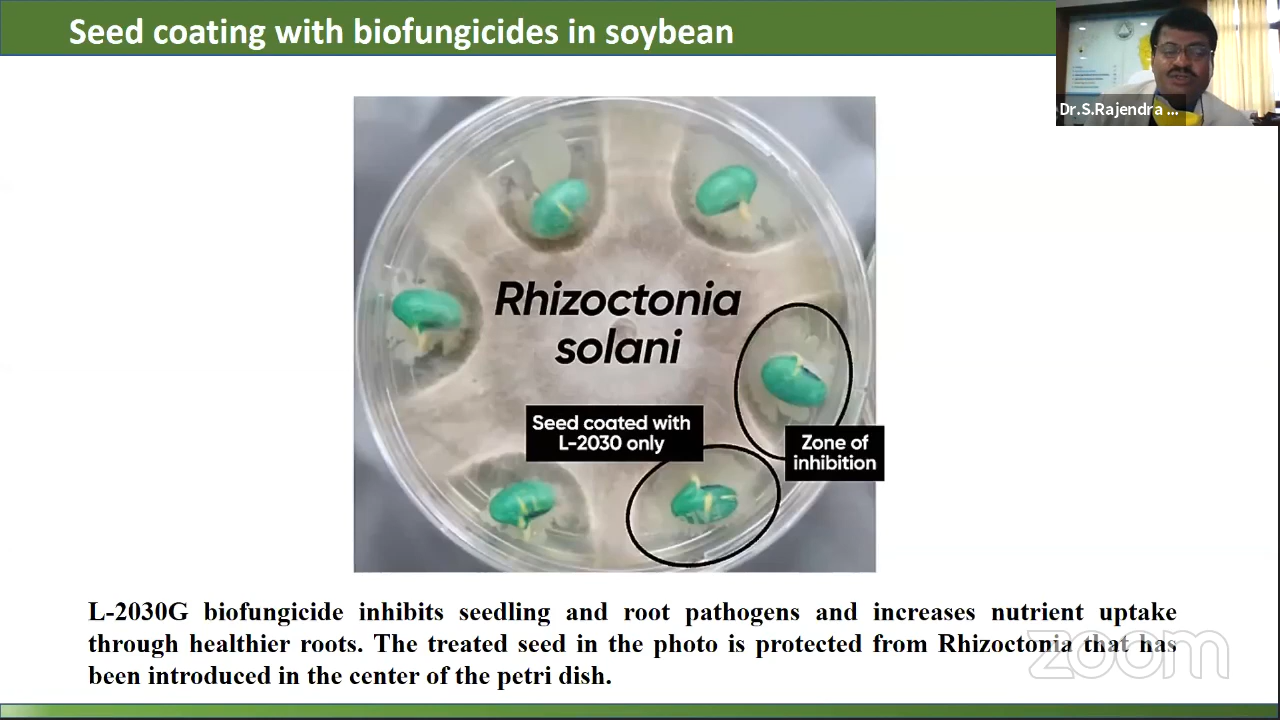 Seed coating with biofungicides in soybean
Dr.S.Rajendra ...
Rhizoctonia
solani
Seed coated with
L-2030 only
Zone of
inhibition
L-2030G biofungicide inhibits seedling and root pathogens and increases nutrient uptake
through healthier roots. The treated seed in the photo is protected from Rhizoctonia that has
been introduced in the center of the petri dish.
zoom